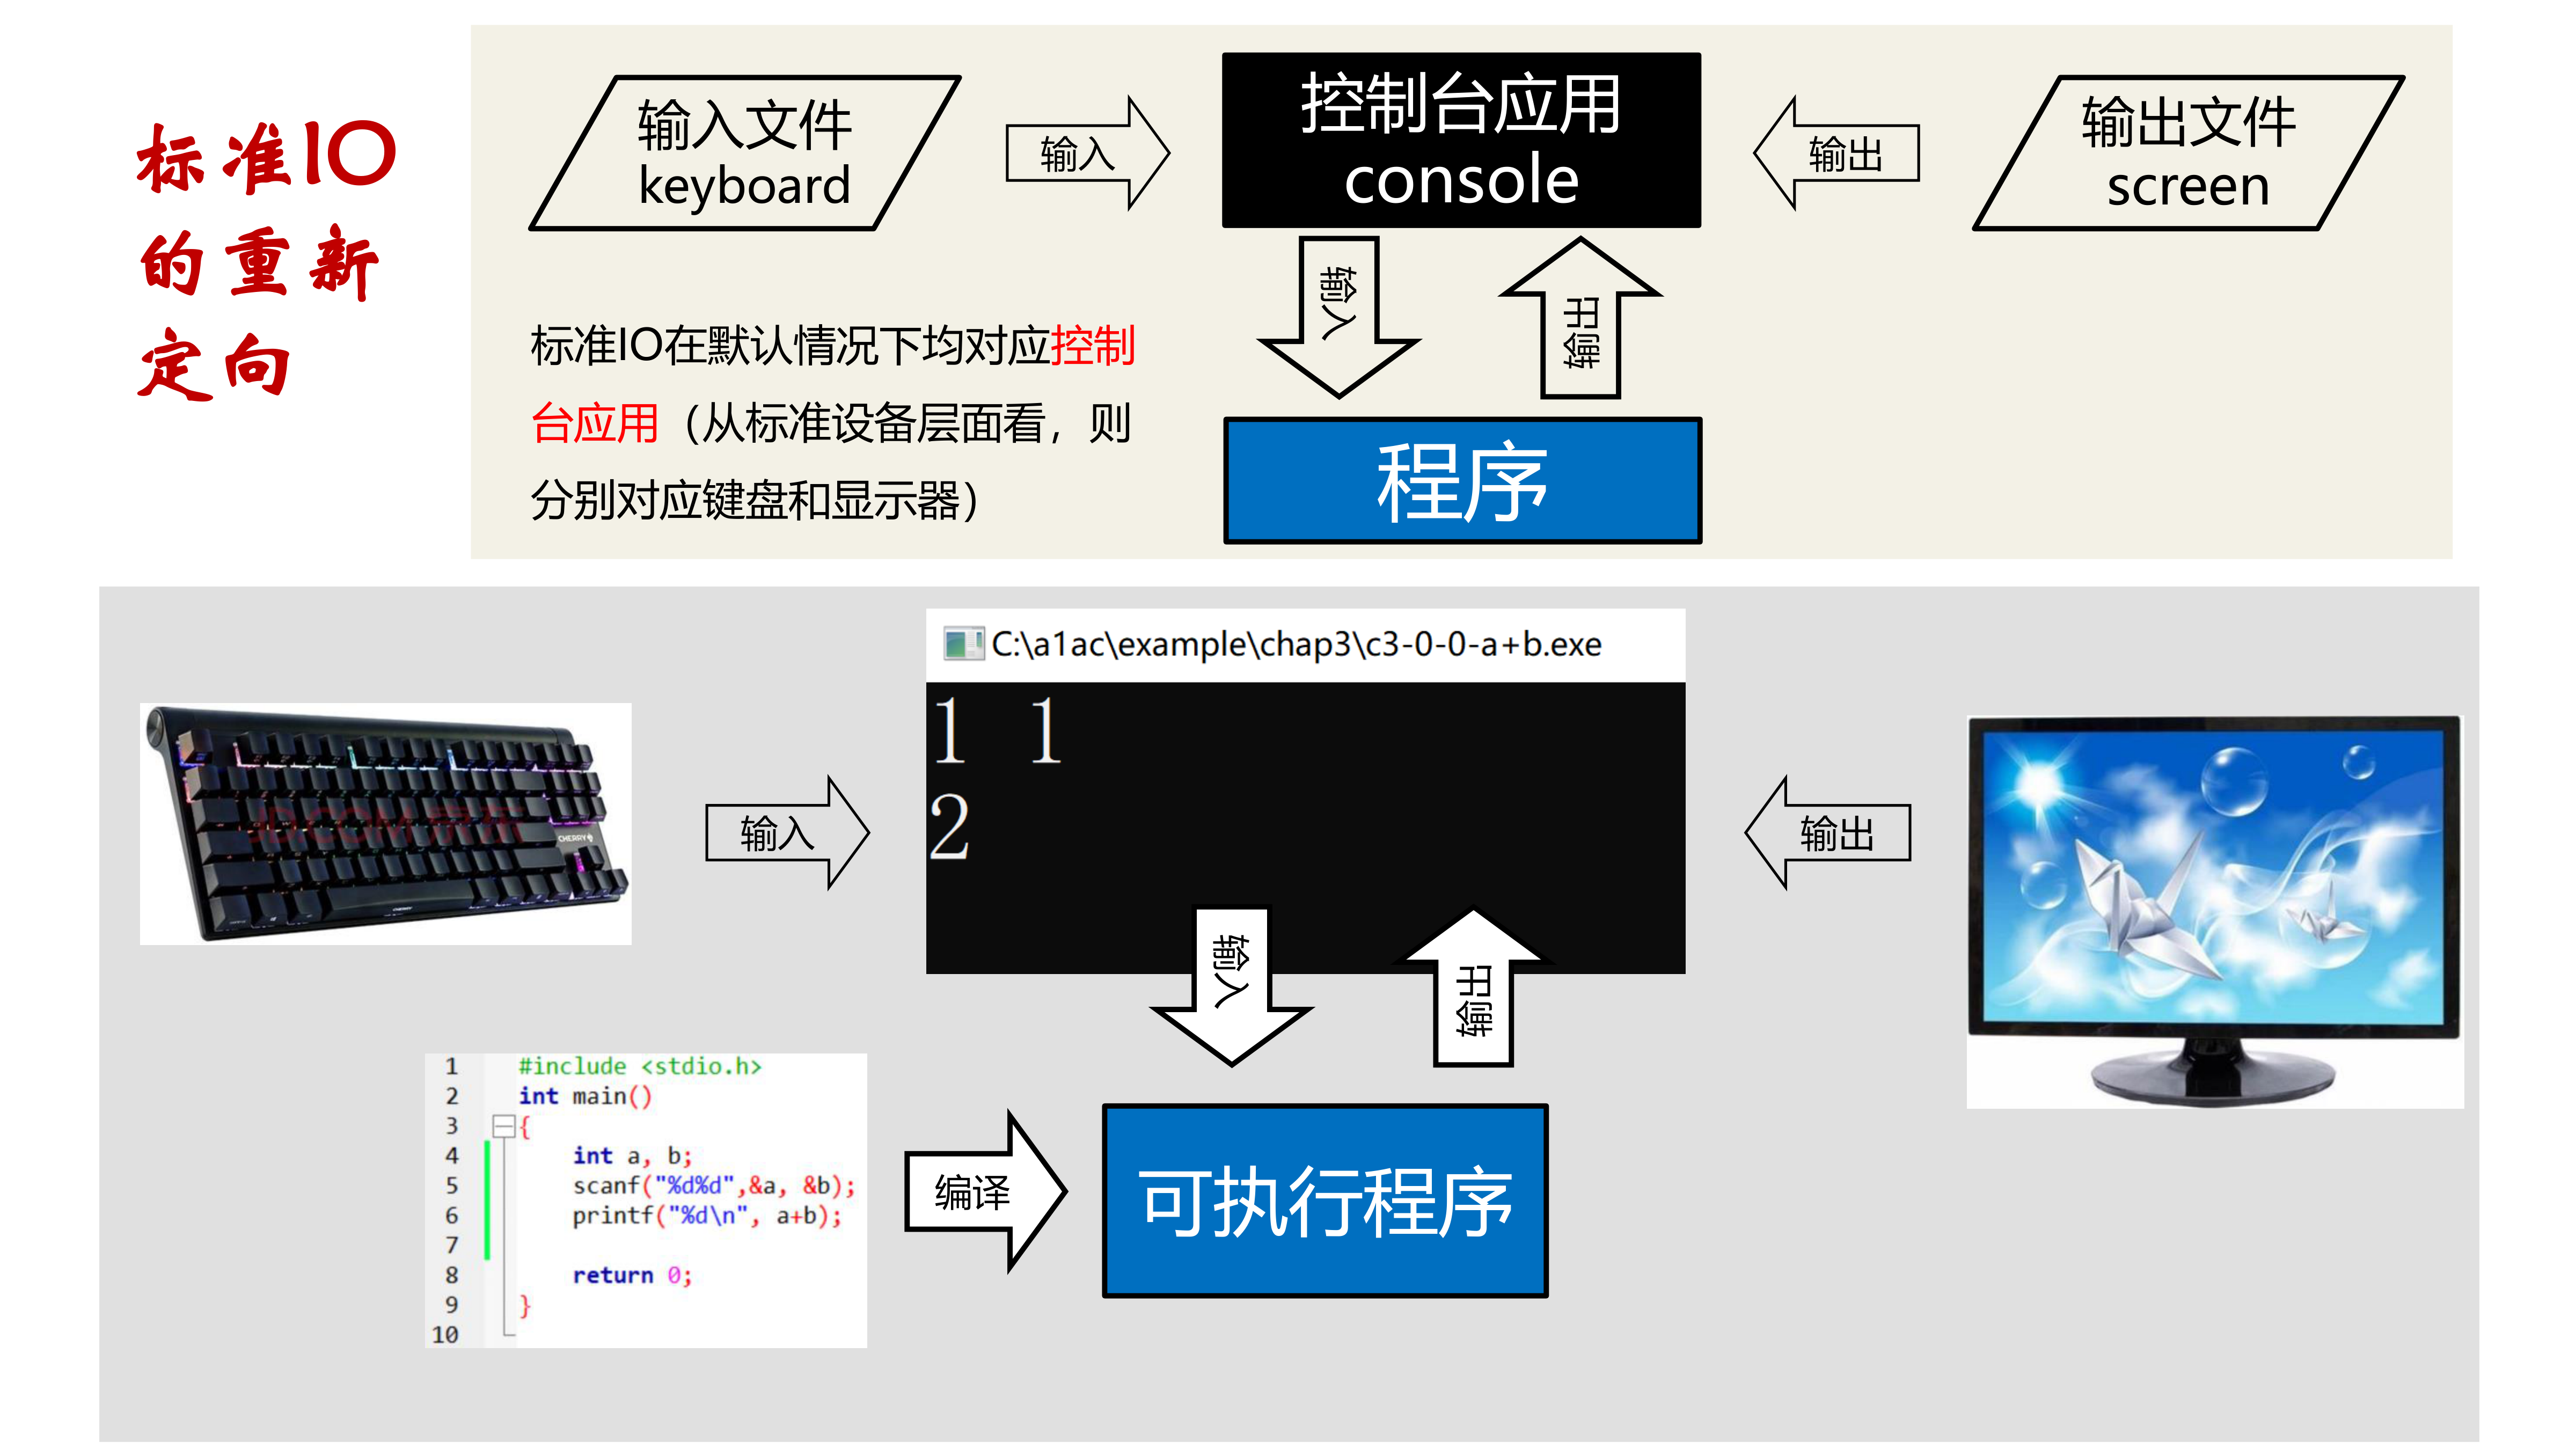 标准IO
的重新
定向
输入文件
keyboard
输入
控制台应用
console
输出
输出文件
screen
输入
输出
标准IO在默认情况下均对应控制
台应用（从标准设备层面看，则
分别对应键盘和显示器）
程序
C:\a1ac\example\chap3\c3-0-0-a+b.exe
1 1
2
CHERRY
输入
输出
输入
输出
1 #include <stdio.h>
2 int main()
3 {
4 int a, b;
5 scanf("%d%d",&a, &b);
6 printf("%d\n", a+b);
7
8 return 0;
9 }
10
编译
可执行程序